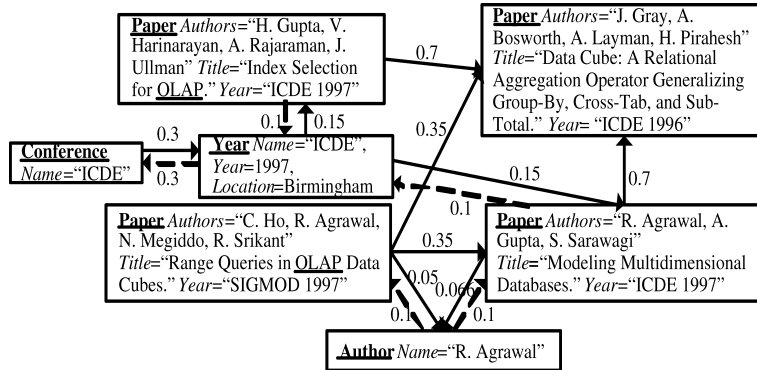 Paper Authors=“H. Gupta, V.
Harinarayan, A. Rajaraman, J.
Ullman” Title=“Index Selection
for OLAP.” Year=“ICDE 1997”
Paper Authors=“J. Gray, A.
Bosworth, A. Layman, H. Pirahesh”
Title=“Data Cube: A Relational
Aggregation Operator Generalizing
Group-By, Cross-Tab, and Sub-
Total.” Year= “ICDE 1996”
0.7
0.1
0.15
0.35
0.3
0.3
Conference
Name=“ICDE”
Year Name=“ICDE”,
Year=1997,
Location=Birmingham
0.15
0.1
0.7
Paper Authors=“C. Ho, R. Agrawal,
N. Megiddo, R. Srikant”
Title=“Range Queries in OLAP Data
Cubes.” Year=“SIGMOD 1997”
0.35
Paper Authors=“R. Agrawal, A.
Gupta, S. Sarawagi”
Title=“Modeling Multidimensional
Databases.” Year=“ICDE 1997”
0.05
0.066
0.1
0.1
Author Name=“R. Agrawal”